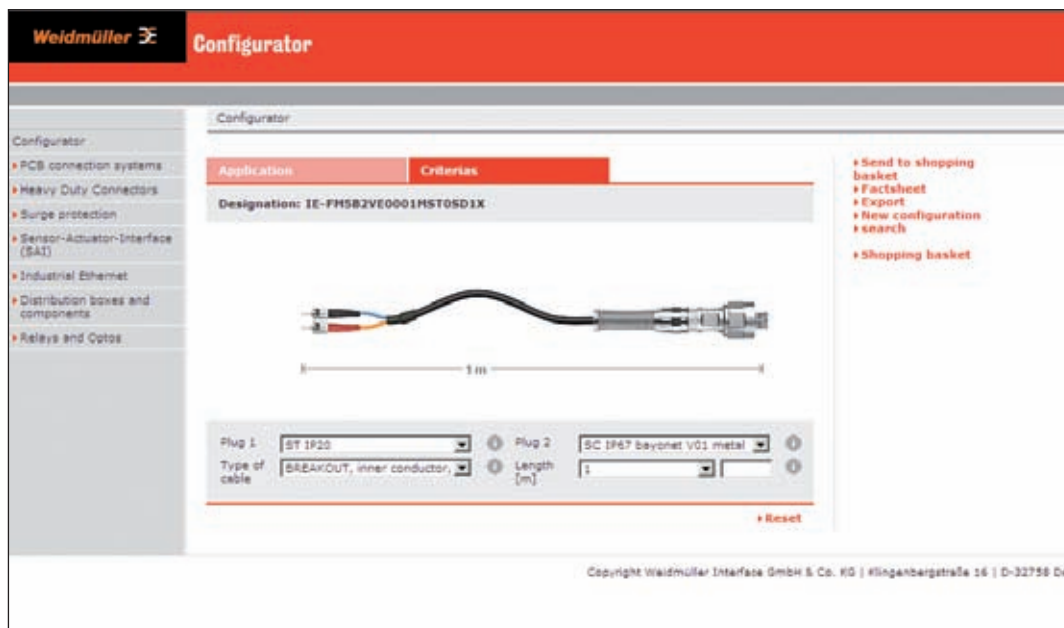 Weidmüller
Configurator
Configurator
Configurator
PCB connection systems
Heavy Duty Connectors
Surge protection
Sensor-Actuator-Interface
(SAI)
Industrial Ethernet
Distribution boxes and
components
Relays and Optos
Application
Criterias
Designation: IE-FM5B2VE0001MST0SD1X
1 m
Plug 1
ST IP20
Plug 2
SC IP67 bayonet V01 metal
Type of
cable
BREAKOUT, inner conductor,
Length
[m]
1
Reset
Send to shopping
basket
Factsheet
Export
New configuration
search
Shopping basket
Copyright Weidmüller Interface GmbH & Co. KG | Klingenbergstraße 16 | D-32758 De